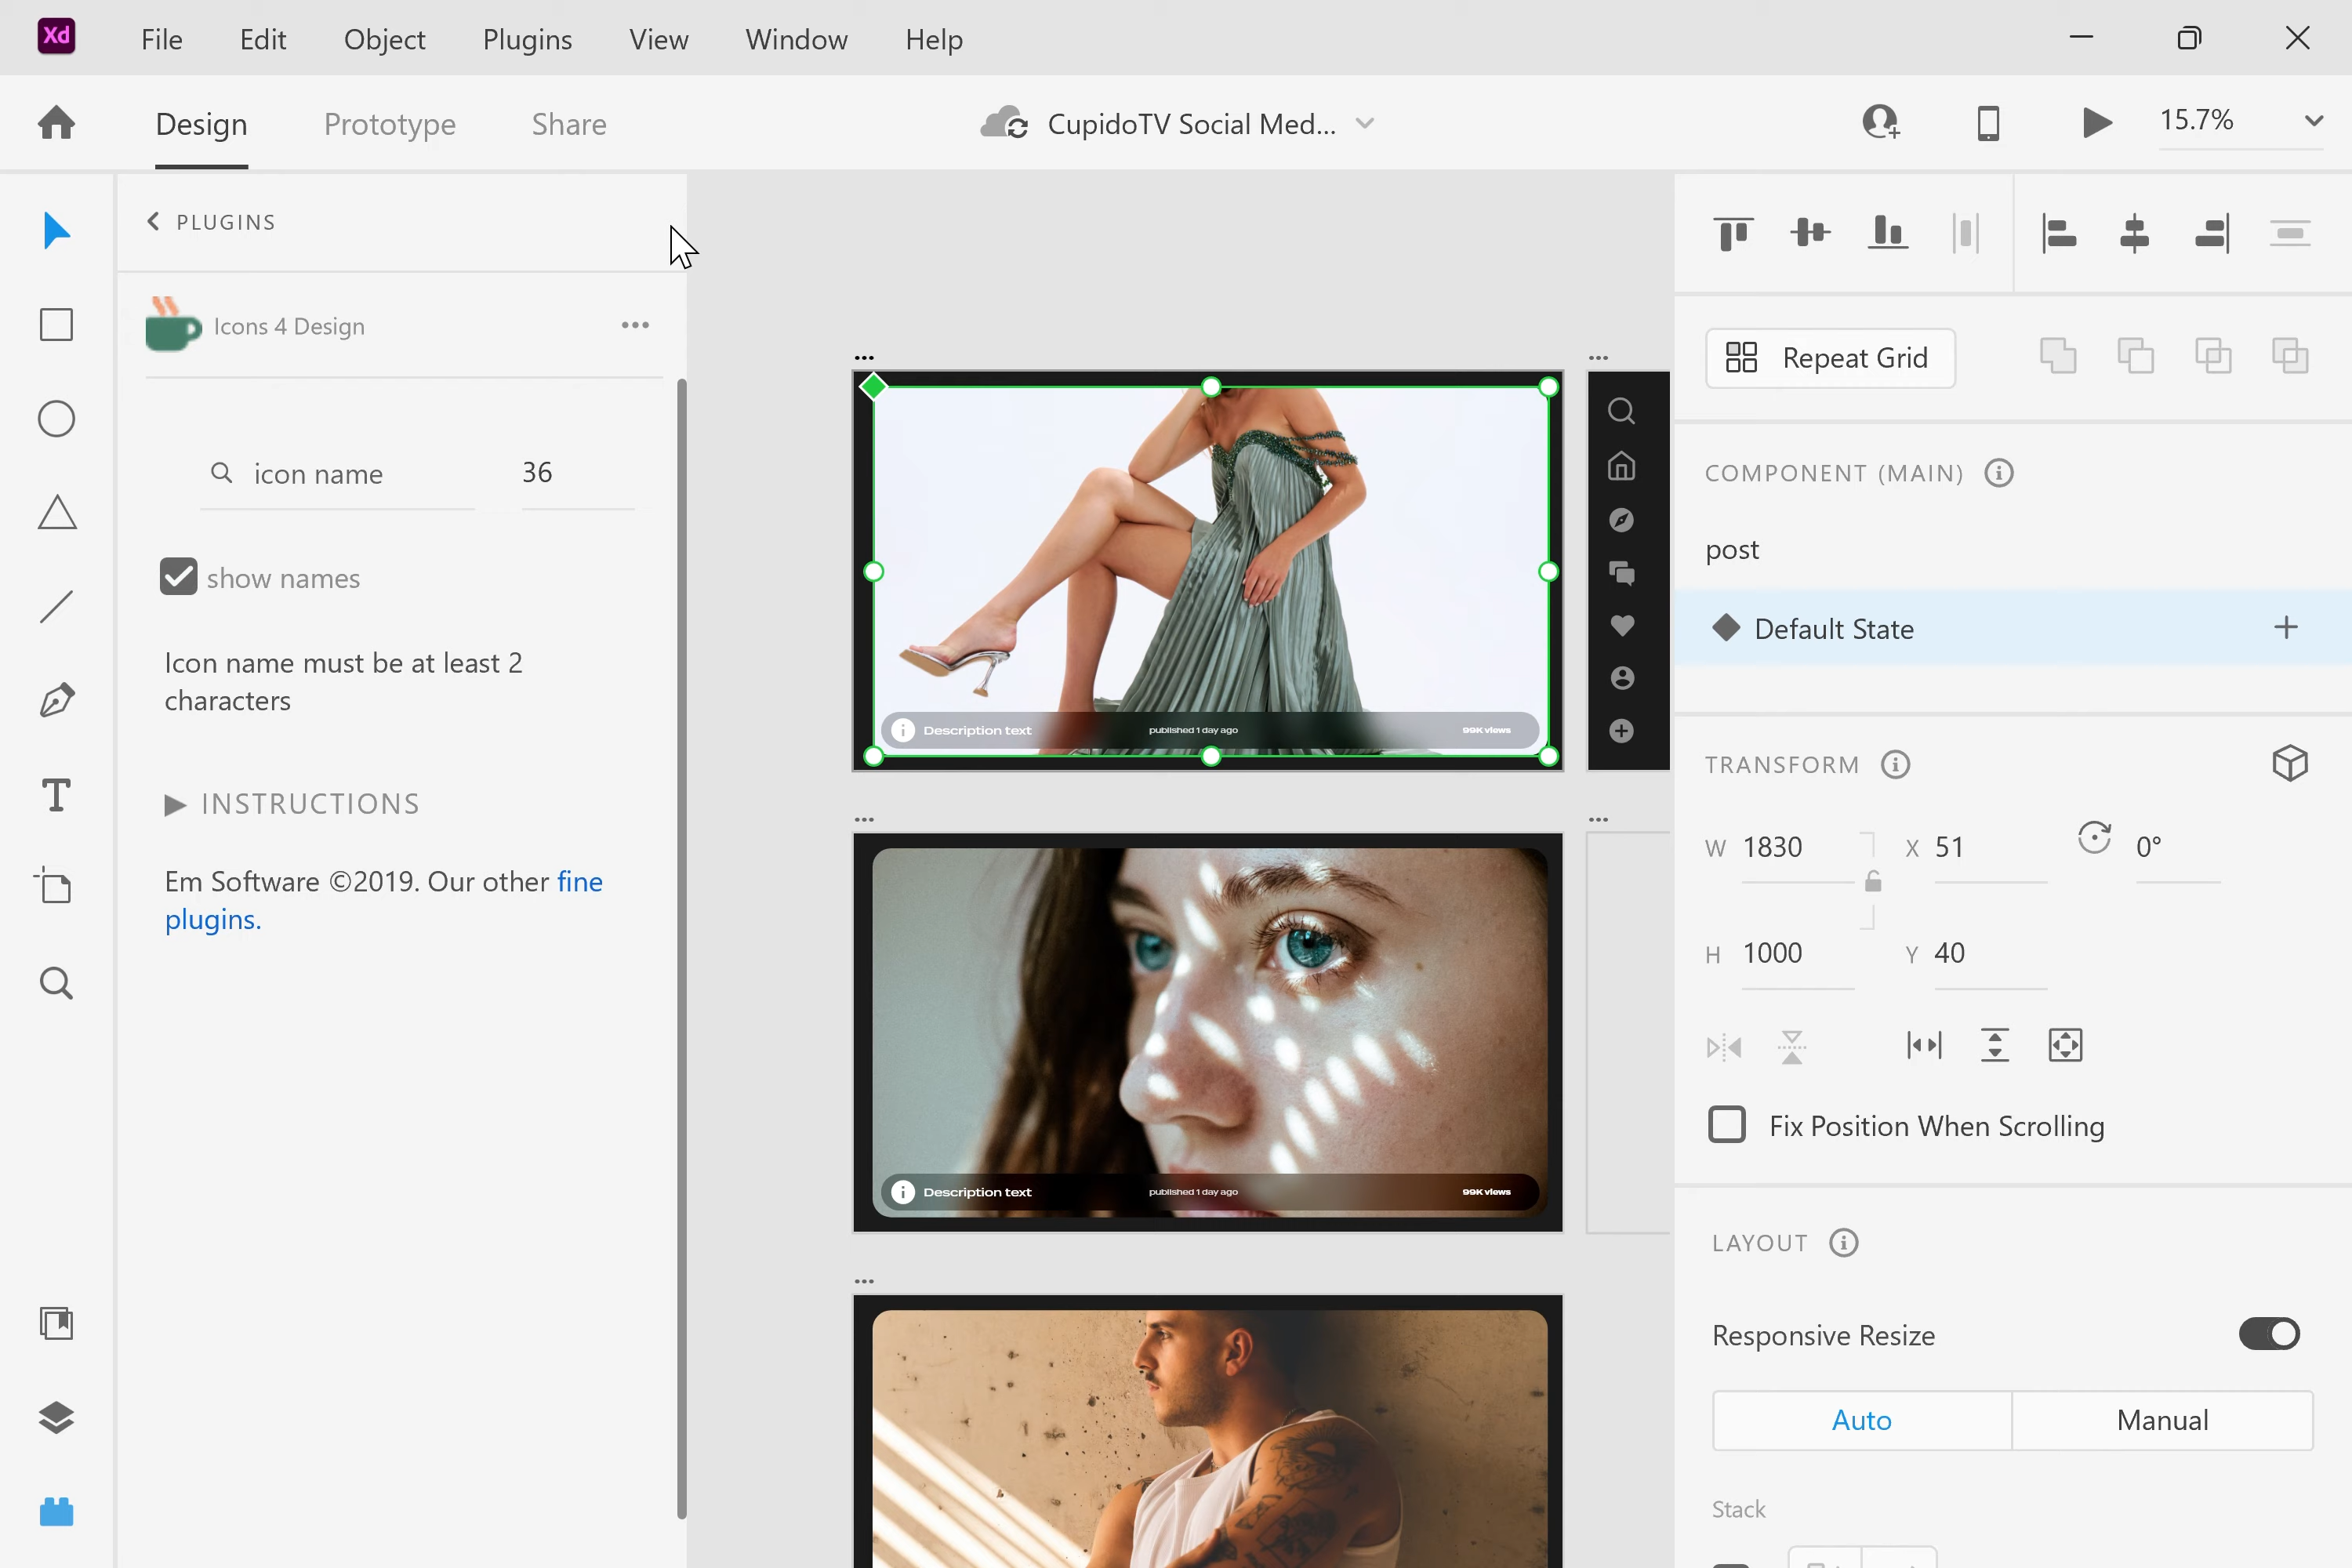 Xd File Edit Object Plugins View Window Help
Design Prototype Share CupidoTV Social Med... 15.7%
PLUGINS
Icons 4 Design
icon name 36
show names
Icon name must be at least 2
characters
INSTRUCTIONS
Em Software ©2019. Our other fine
plugins.
Description text published 1 day ago 99K views
Description text published 1 day ago 99K views
Repeat Grid
COMPONENT (MAIN)
post
Default State
TRANSFORM
W 1830 X 51 0°
H 1000 Y 40
Fix Position When Scrolling
LAYOUT
Responsive Resize
Auto Manual
Stack